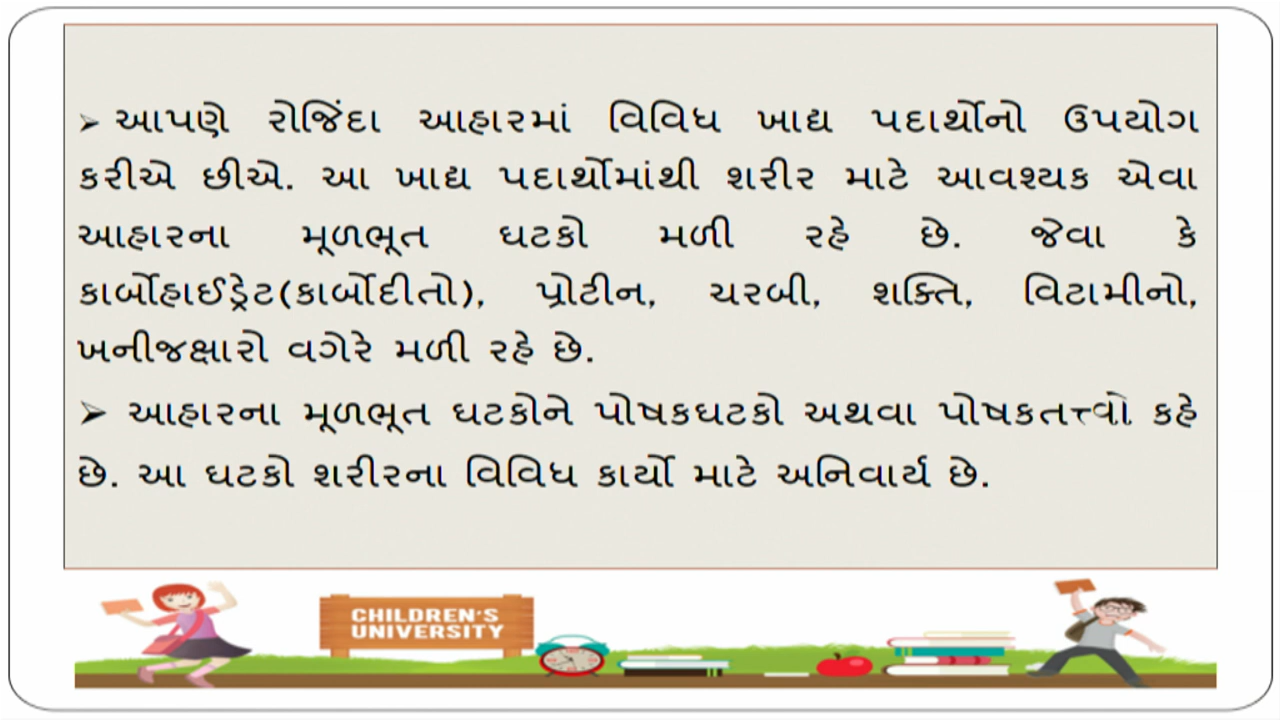 ➢ આપણે રોજિંદા આહારમાં વિવિધ ખાદ્ય પદાર્થોનો ઉપયોગ
કરીએ છીએ. આ ખાદ્ય પદાર્થોમાંથી શરીર માટે આવશ્યક એવા
આહારના મૂળભૂત ઘટકો મળી રહે છે. જેવા કે
કાર્બોહાઈડ્રેટ(કાર્બોદીતો), પ્રોટીન, ચરબી, શક્તિ, વિટામીનો,
ખનીજક્ષારો વગેરે મળી રહે છે.
➢ આહારના મૂળભૂત ઘટકોને પોષકઘટકો અથવા પોષકતત્ત્વો કહે
છે. આ ઘટકો શરીરના વિવિધ કાર્યો માટે અનિવાર્ય છે.
CHILDREN'S
UNIVERSITY